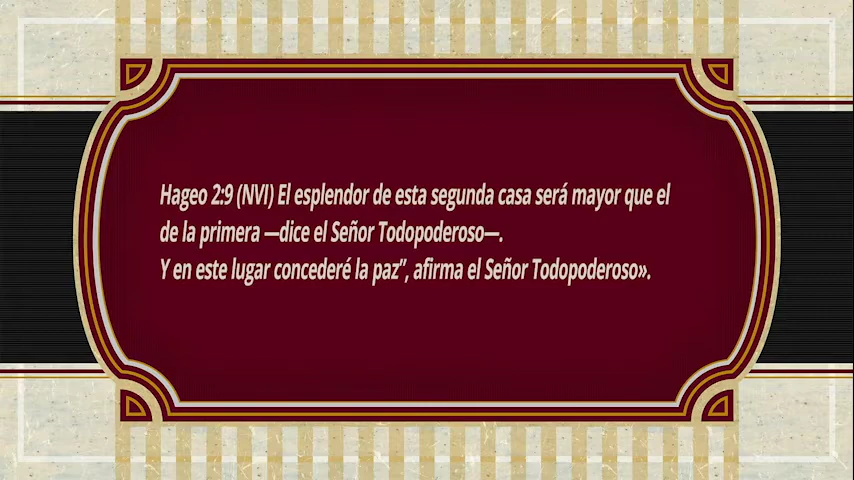 Hageo 2:9 (NVI) El esplendor de esta segunda casa será mayor que el
de la primera —dice el Señor Todopoderoso—.
Y en este lugar concederé la paz”, afirma el Señor Todopoderoso».